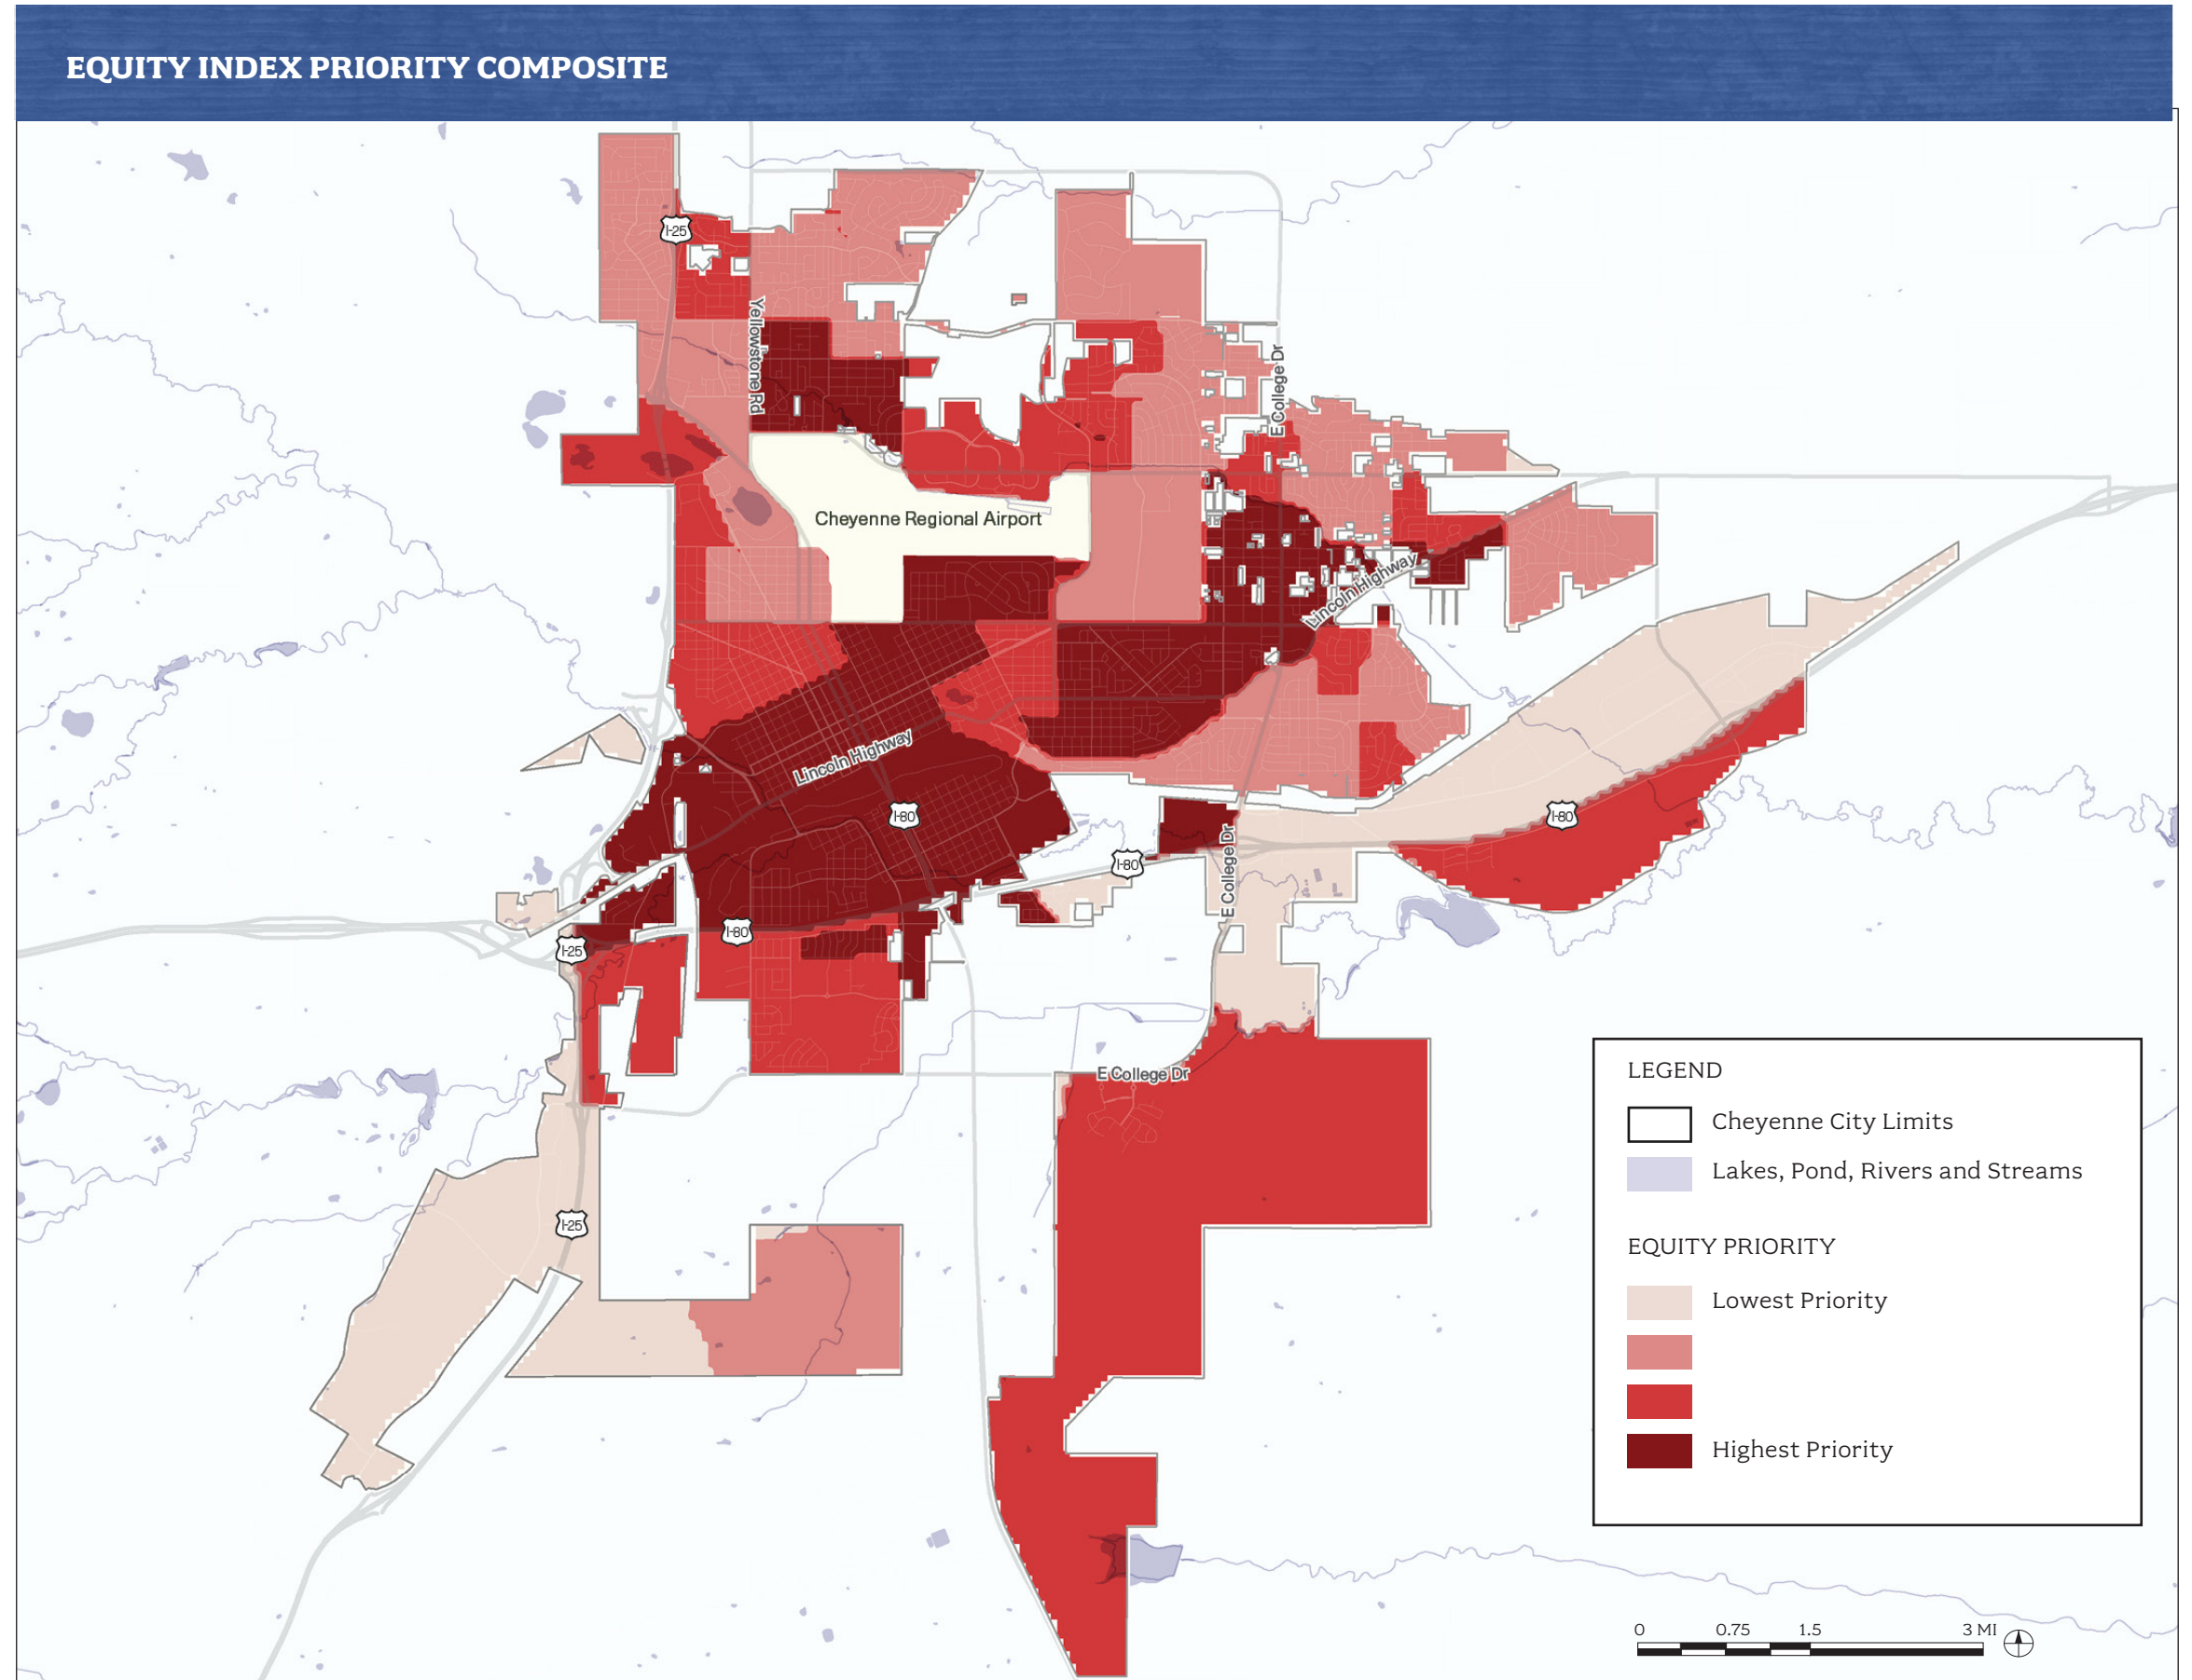 EQUITY INDEX PRIORITY COMPOSITE
I-25
Yellowstone Rd
E College Dr
Cheyenne Regional Airport
Lincoln Highway
Lincoln Highway
I-80
I-80
I-80
E College Dr
I-80
I-25
E College Dr
I-25
LEGEND
Cheyenne City Limits
Lakes, Pond, Rivers and Streams
EQUITY PRIORITY
Lowest Priority
Highest Priority
0 0.75 1.5 3 MI